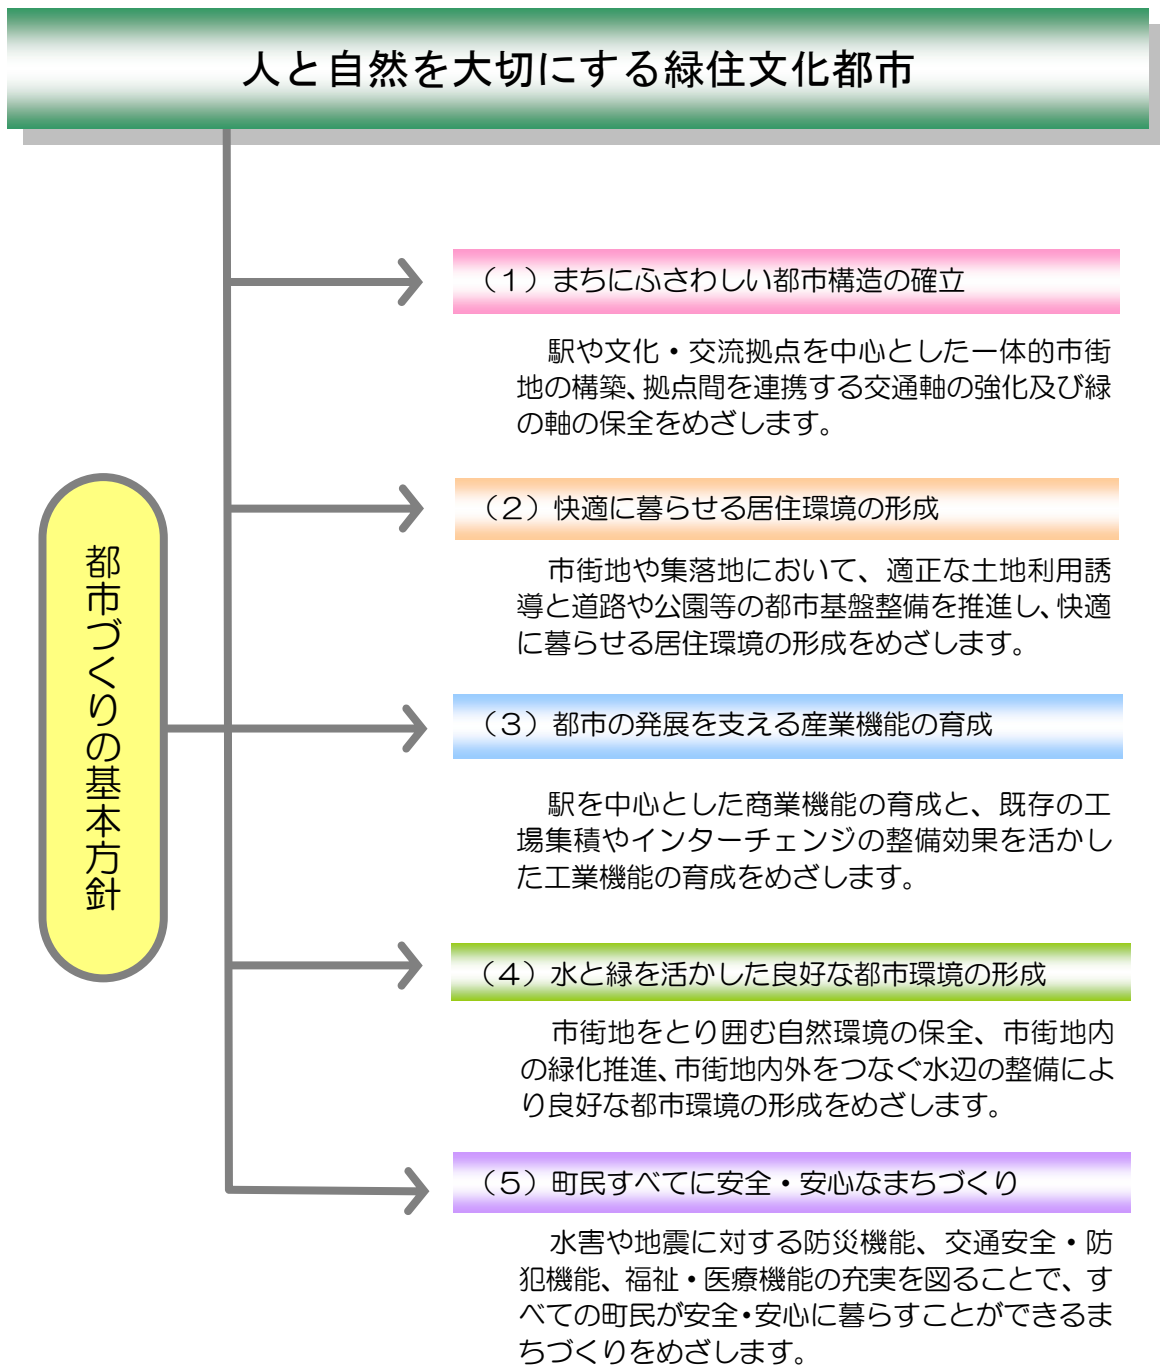 人と自然を大切にする緑住文化都市
都市づくりの基本方針
（１）まちにふさわしい都市構造の確立
駅や文化・交流拠点を中心とした一体的市街
地の構築、拠点間を連携する交通軸の強化及び緑
の軸の保全をめざします。
（２）快適に暮らせる居住環境の形成
市街地や集落地において、適正な土地利用誘
導と道路や公園等の都市基盤整備を推進し、快適
に暮らせる居住環境の形成をめざします。
（３）都市の発展を支える産業機能の育成
駅を中心とした商業機能の育成と、既存の工
場集積やインターチェンジの整備効果を活かし
た工業機能の育成をめざします。
（４）水と緑を活かした良好な都市環境の形成
市街地をとり囲む自然環境の保全、市街地内
の緑化推進、市街地内外をつなぐ水辺の整備によ
り良好な都市環境の形成をめざします。
（５）町民すべてに安全・安心なまちづくり
水害や地震に対する防災機能、交通安全・防
犯機能、福祉・医療機能の充実を図ることで、す
べての町民が安全・安心に暮らすことができるま
ちづくりをめざします。